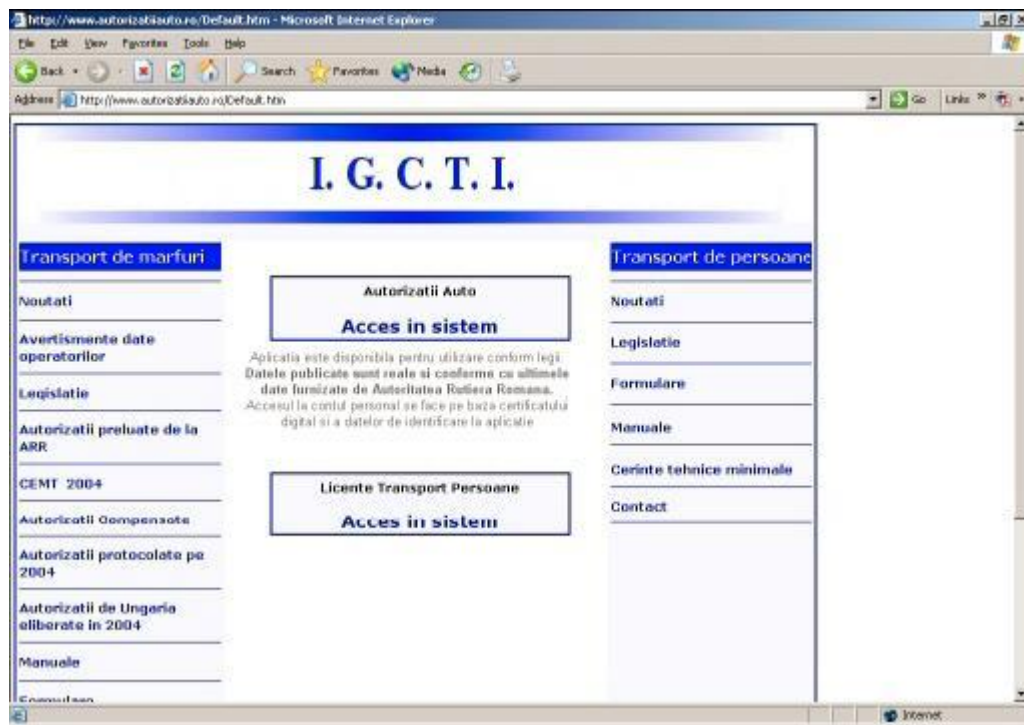 http://www.autorizatiiauto.ro/Default.htm - Microsoft Internet Explorer
File Edit View Favorites Tools Help
Back Search Favorites Media
Address http://www.autorizatiiauto.ro/Default.htm Go Links »
I. G. C. T. I.
Transport de marfuri
Noutati
Avertismente date
operatorilor
Legislatie
Autorizatii preluate de la
ARR
CEMT 2004
Autorizatii Compensate
Autorizatii protocolate pe
2004
Autorizatii de Ungaria
eliberate in 2004
Manuale
Formulare
Autorizatii Auto
Acces in sistem
Aplicatia este disponibila pentru utilizare conform legii.
Datele publicate sunt reale si conforme cu ultimele
date furnizate de Autoritatea Rutiera Romana.
Accesul la contul personal se face pe baza certificatului
digital si a datelor de identificare la aplicatie
Licente Transport Persoane
Acces in sistem
Transport de persoane
Noutati
Legislatie
Formulare
Manuale
Cerinte tehnice minimale
Contact
Internet